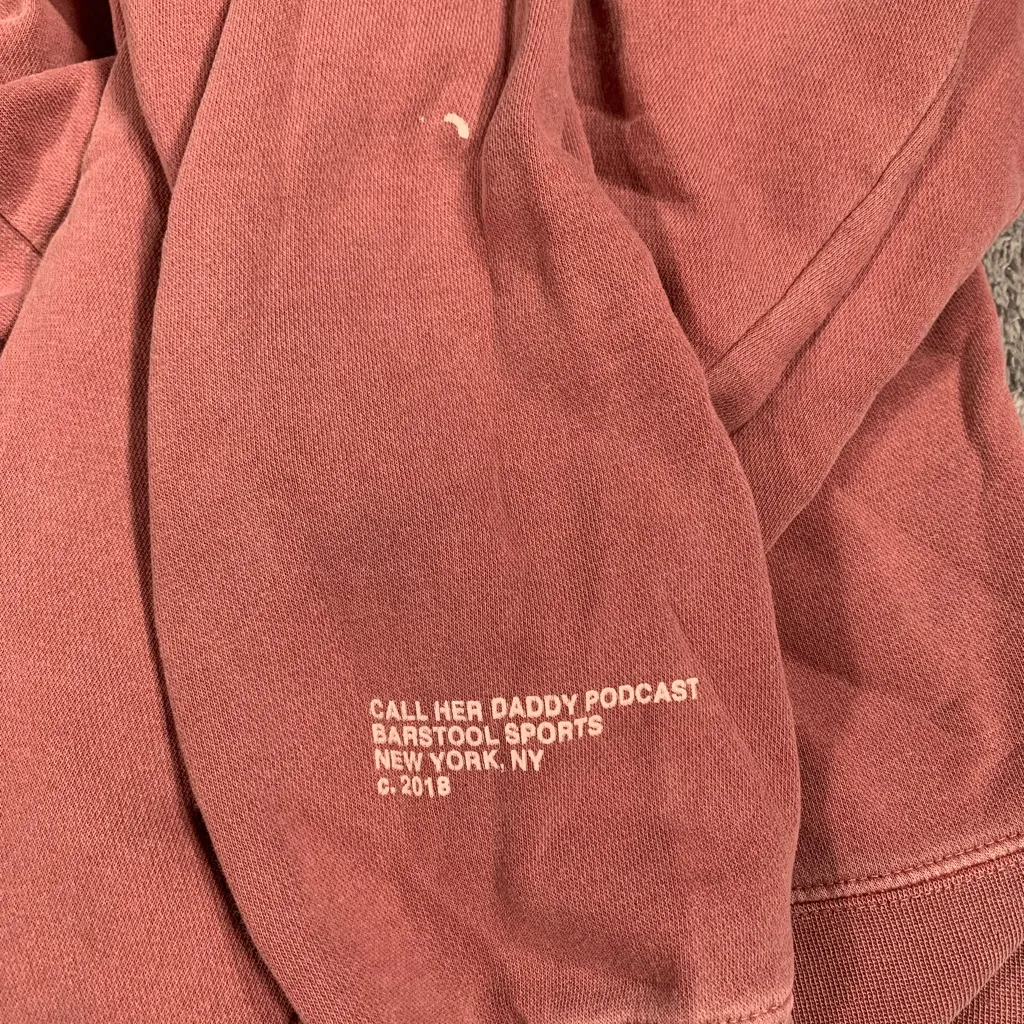 CALL HER DADDY PODCAST
BARSTOOL SPORTS
NEW YORK, NY
c. 2018